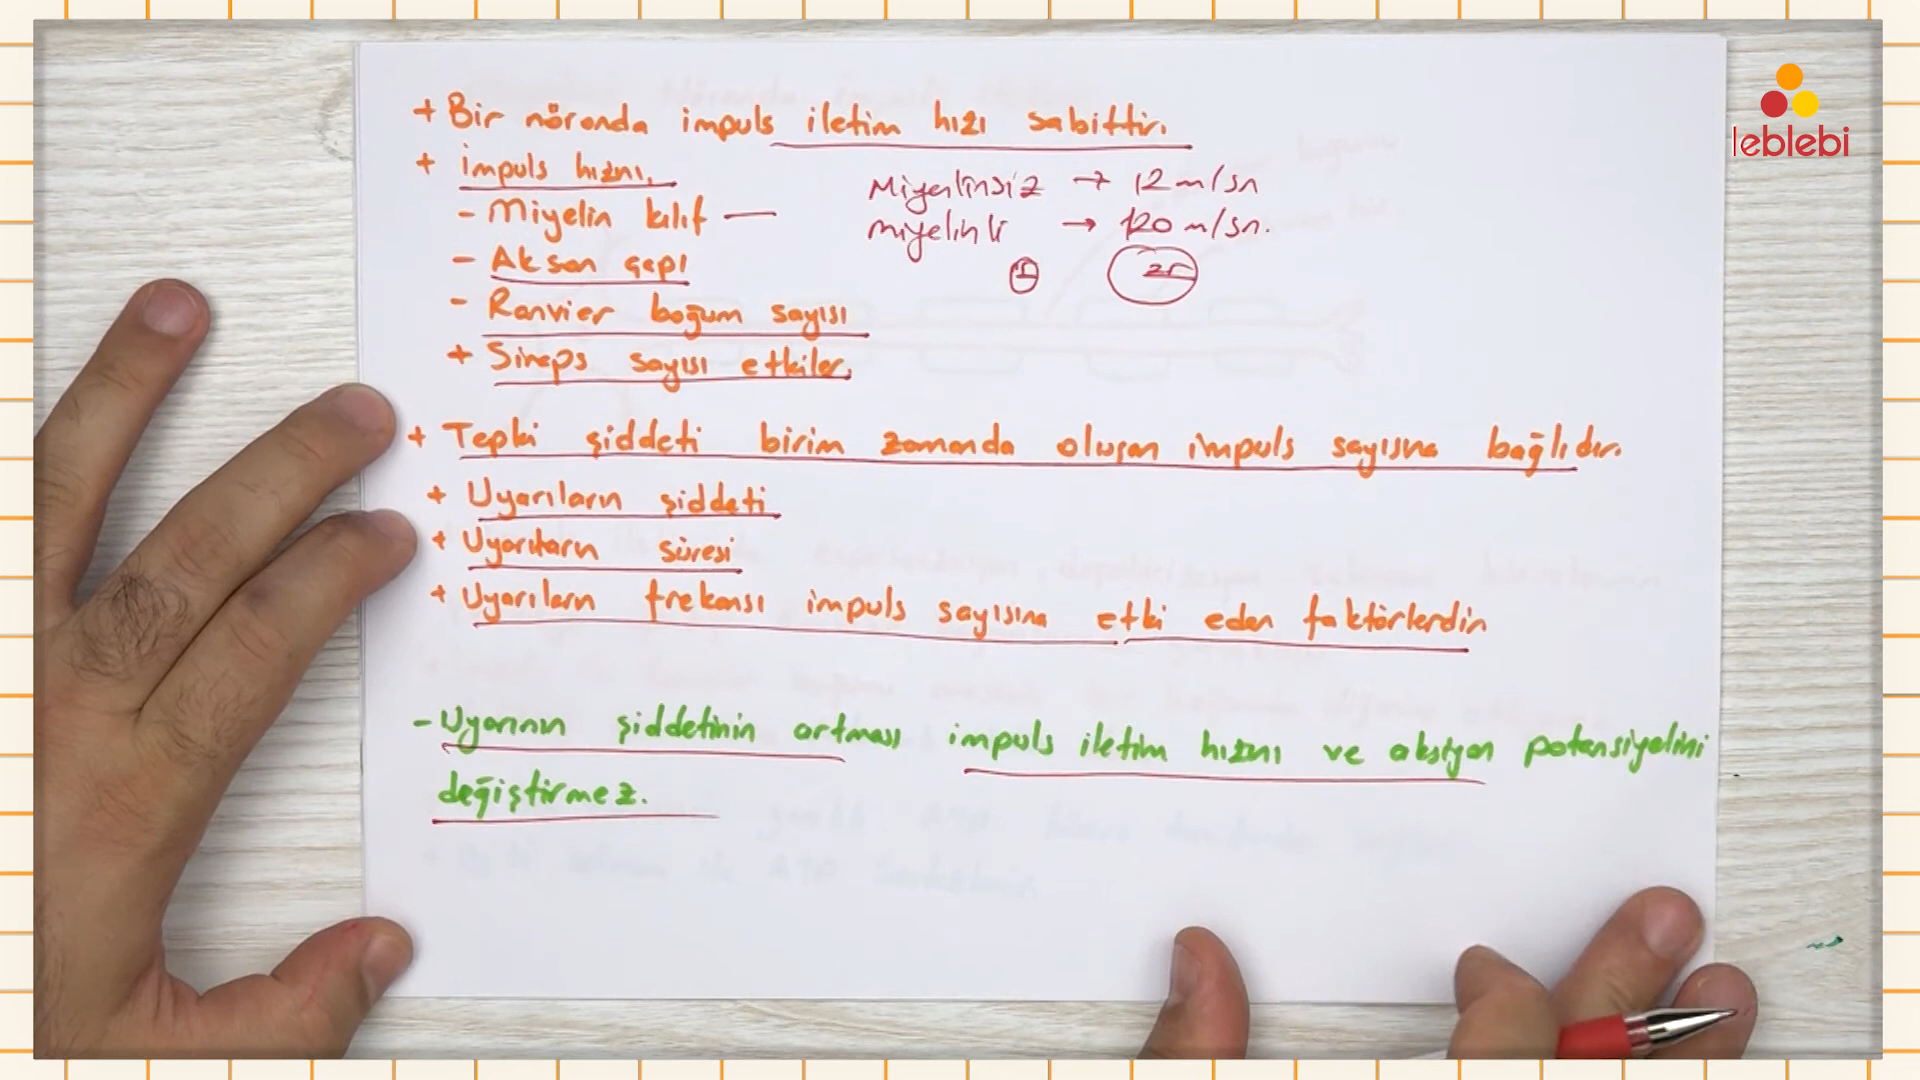 leblebi
+ Bir nöronda impuls iletim hızı sabittir.
+ İmpuls hızını,
- Miyelin kılıf —
Miyelinsiz → 12 m/sn
miyelinli → 120 m/sn.
- Akson çapı
- Ranvier boğum sayısı
+ Sinaps sayısı etkiler.
+ Tepki şiddeti birim zamanda oluşan impuls sayısına bağlıdır.
+ Uyarıların şiddeti
+ Uyarıların süresi
+ Uyarıların frekansı impuls sayısına etki eden faktörlerdir
- Uyarının şiddetinin artması impuls iletim hızını ve aksiyon potansiyelini
değiştirmez.